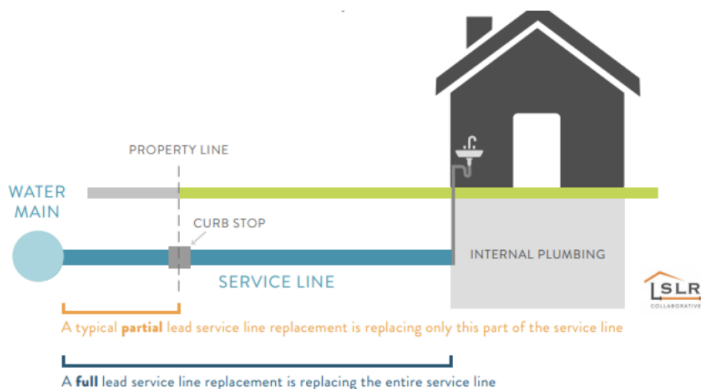 PROPERTY LINE
WATER
MAIN
CURB STOP
SERVICE LINE
INTERNAL PLUMBING
LSLR
COLLABORATIVE
A typical partial lead service line replacement is replacing only this part of the service line
A full lead service line replacement is replacing the entire service line